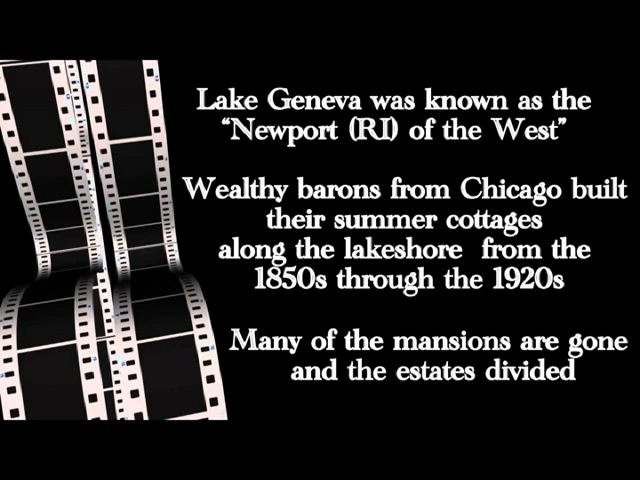 Lake Geneva was known as the
“Newport (RI) of the West”
Wealthy barons from Chicago built
their summer cottages
along the lakeshore from the
1850s through the 1920s
Many of the mansions are gone
and the estates divided